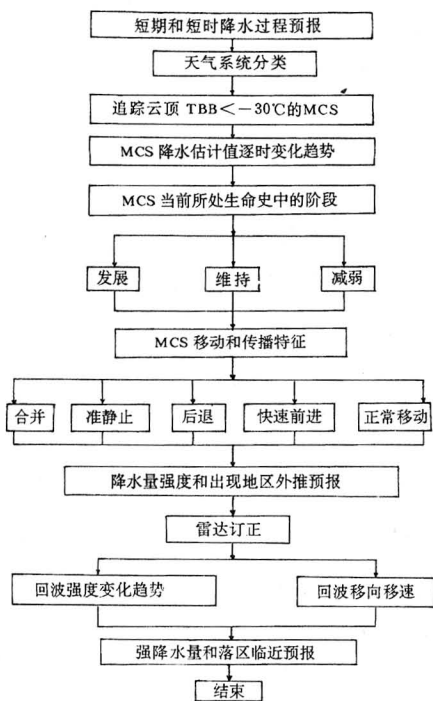 短期和短时降水过程预报
天气系统分类
追踪云顶 TBB<-30℃的MCS
MCS 降水估计值逐时变化趋势
MCS 当前所处生命史中的阶段
发展 维持 减弱
MCS 移动和传播特征
合并 准静止 后退 快速前进 正常移动
降水量强度和出现地区外推预报
雷达订正
回波强度变化趋势 回波移向移速
强降水量和落区临近预报
结束